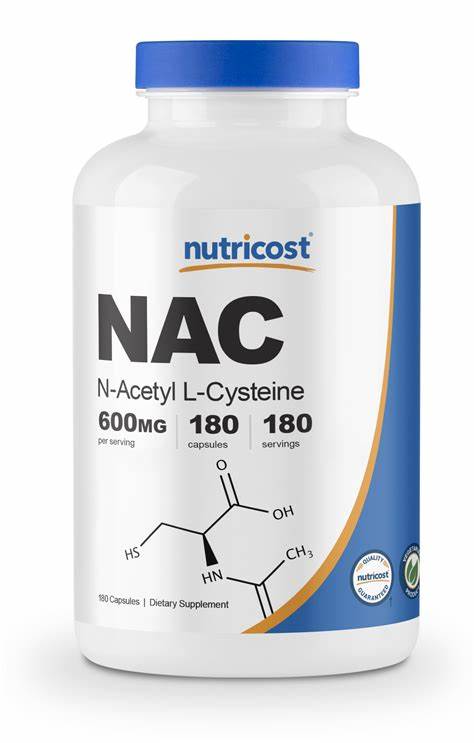 nutricost®
NAC
N-Acetyl L-Cysteine
600MG 180 180
per serving capsules servings
O
OH
HS
HN
CH₃
QUALITY
nutricost
GUARANTEED
180 Capsules | Dietary Supplement